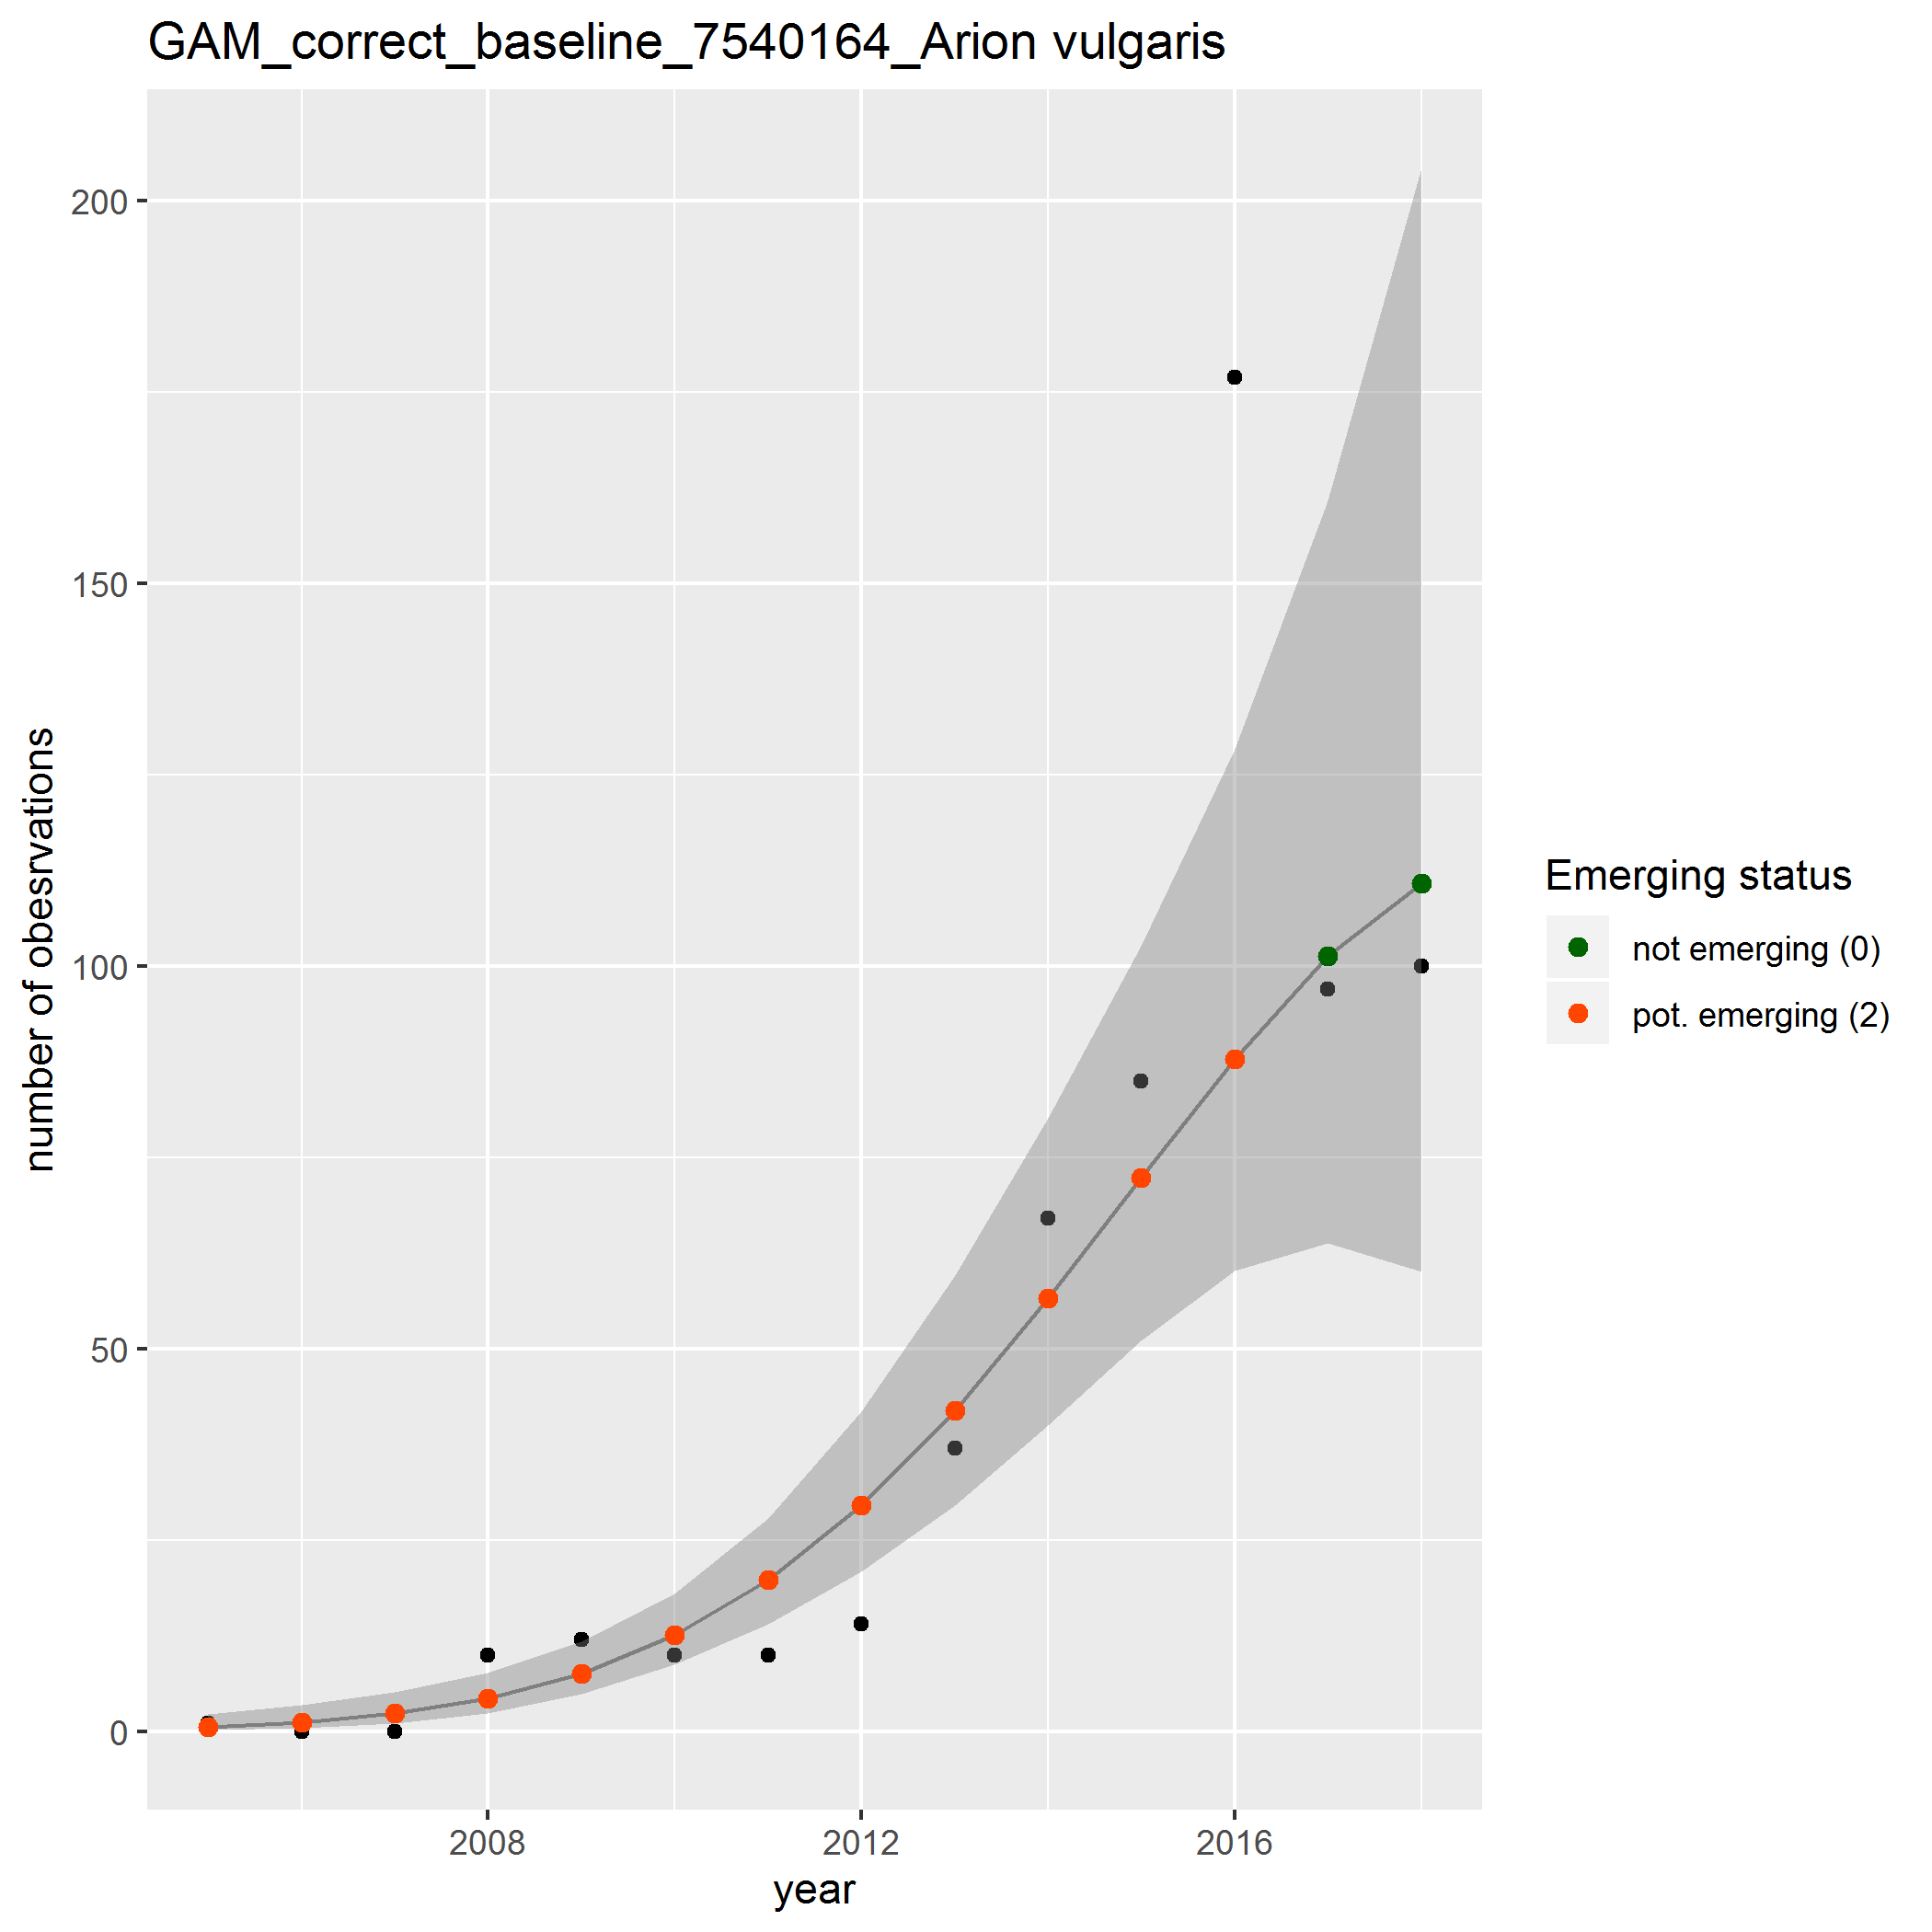 GAM_correct_baseline_7540164_Arion vulgaris
200
150
100
50
0
number of obesrvations
2008
2012
2016
year
Emerging status
not emerging (0)
pot. emerging (2)